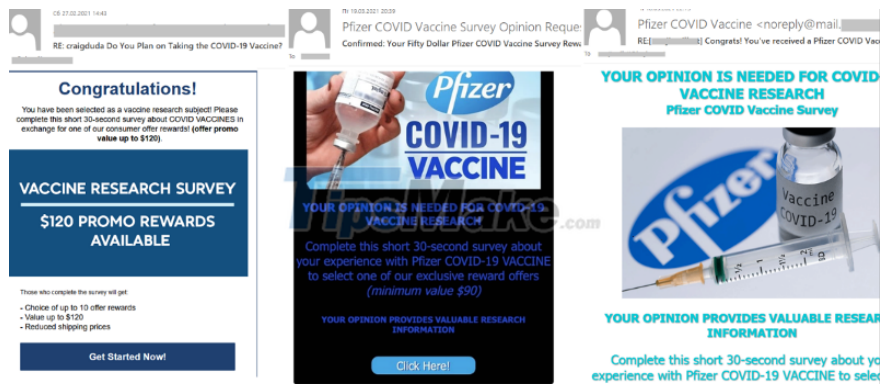 Сб 27.02.2021 14:43
RE: craigduda Do You Plan on Taking the COVID-19 Vaccine?
Congratulations!
You have been selected as a vaccine research subject! Please
complete this short 30-second survey about COVID VACCINES in
exchange for one of our consumer offer rewards! (offer promo
value up to $120).
VACCINE RESEARCH SURVEY
$120 PROMO REWARDS
AVAILABLE
Those who complete the survey will get:
- Choice of up to 10 offer rewards
- Value up to $120
- Reduced shipping prices
Get Started Now!
Пт 19.03.2021 20:59
Pfizer COVID Vaccine Survey Opinion Reque
Confirmed: Your Fifty Dollar Pfizer COVID Vaccine Survey Rewa
To
Pfizer
COVID-19
VACCINE
YOUR OPINION IS NEEDED FOR COVID-19
VACCINE RESEARCH
Complete this short 30-second survey about
your experience with Pfizer COVID-19 VACCINE
to select one of our exclusive reward offers
(minimum value $90)
YOUR OPINION PROVIDES VALUABLE RESEARCH
INFORMATION
Click Here!
Pfizer COVID Vaccine <noreply@mail.
RE:[ ] Congrats! You've received a Pfizer COVID Vacc
To
YOUR OPINION IS NEEDED FOR COVID-
VACCINE RESEARCH
Pfizer COVID Vaccine Survey
Pfizer
Vaccine
COVID-19
YOUR OPINION PROVIDES VALUABLE RESEAR
INFORMATION
Complete this short 30-second survey about yo
experience with Pfizer COVID-19 VACCINE to selec
TipsMake.com